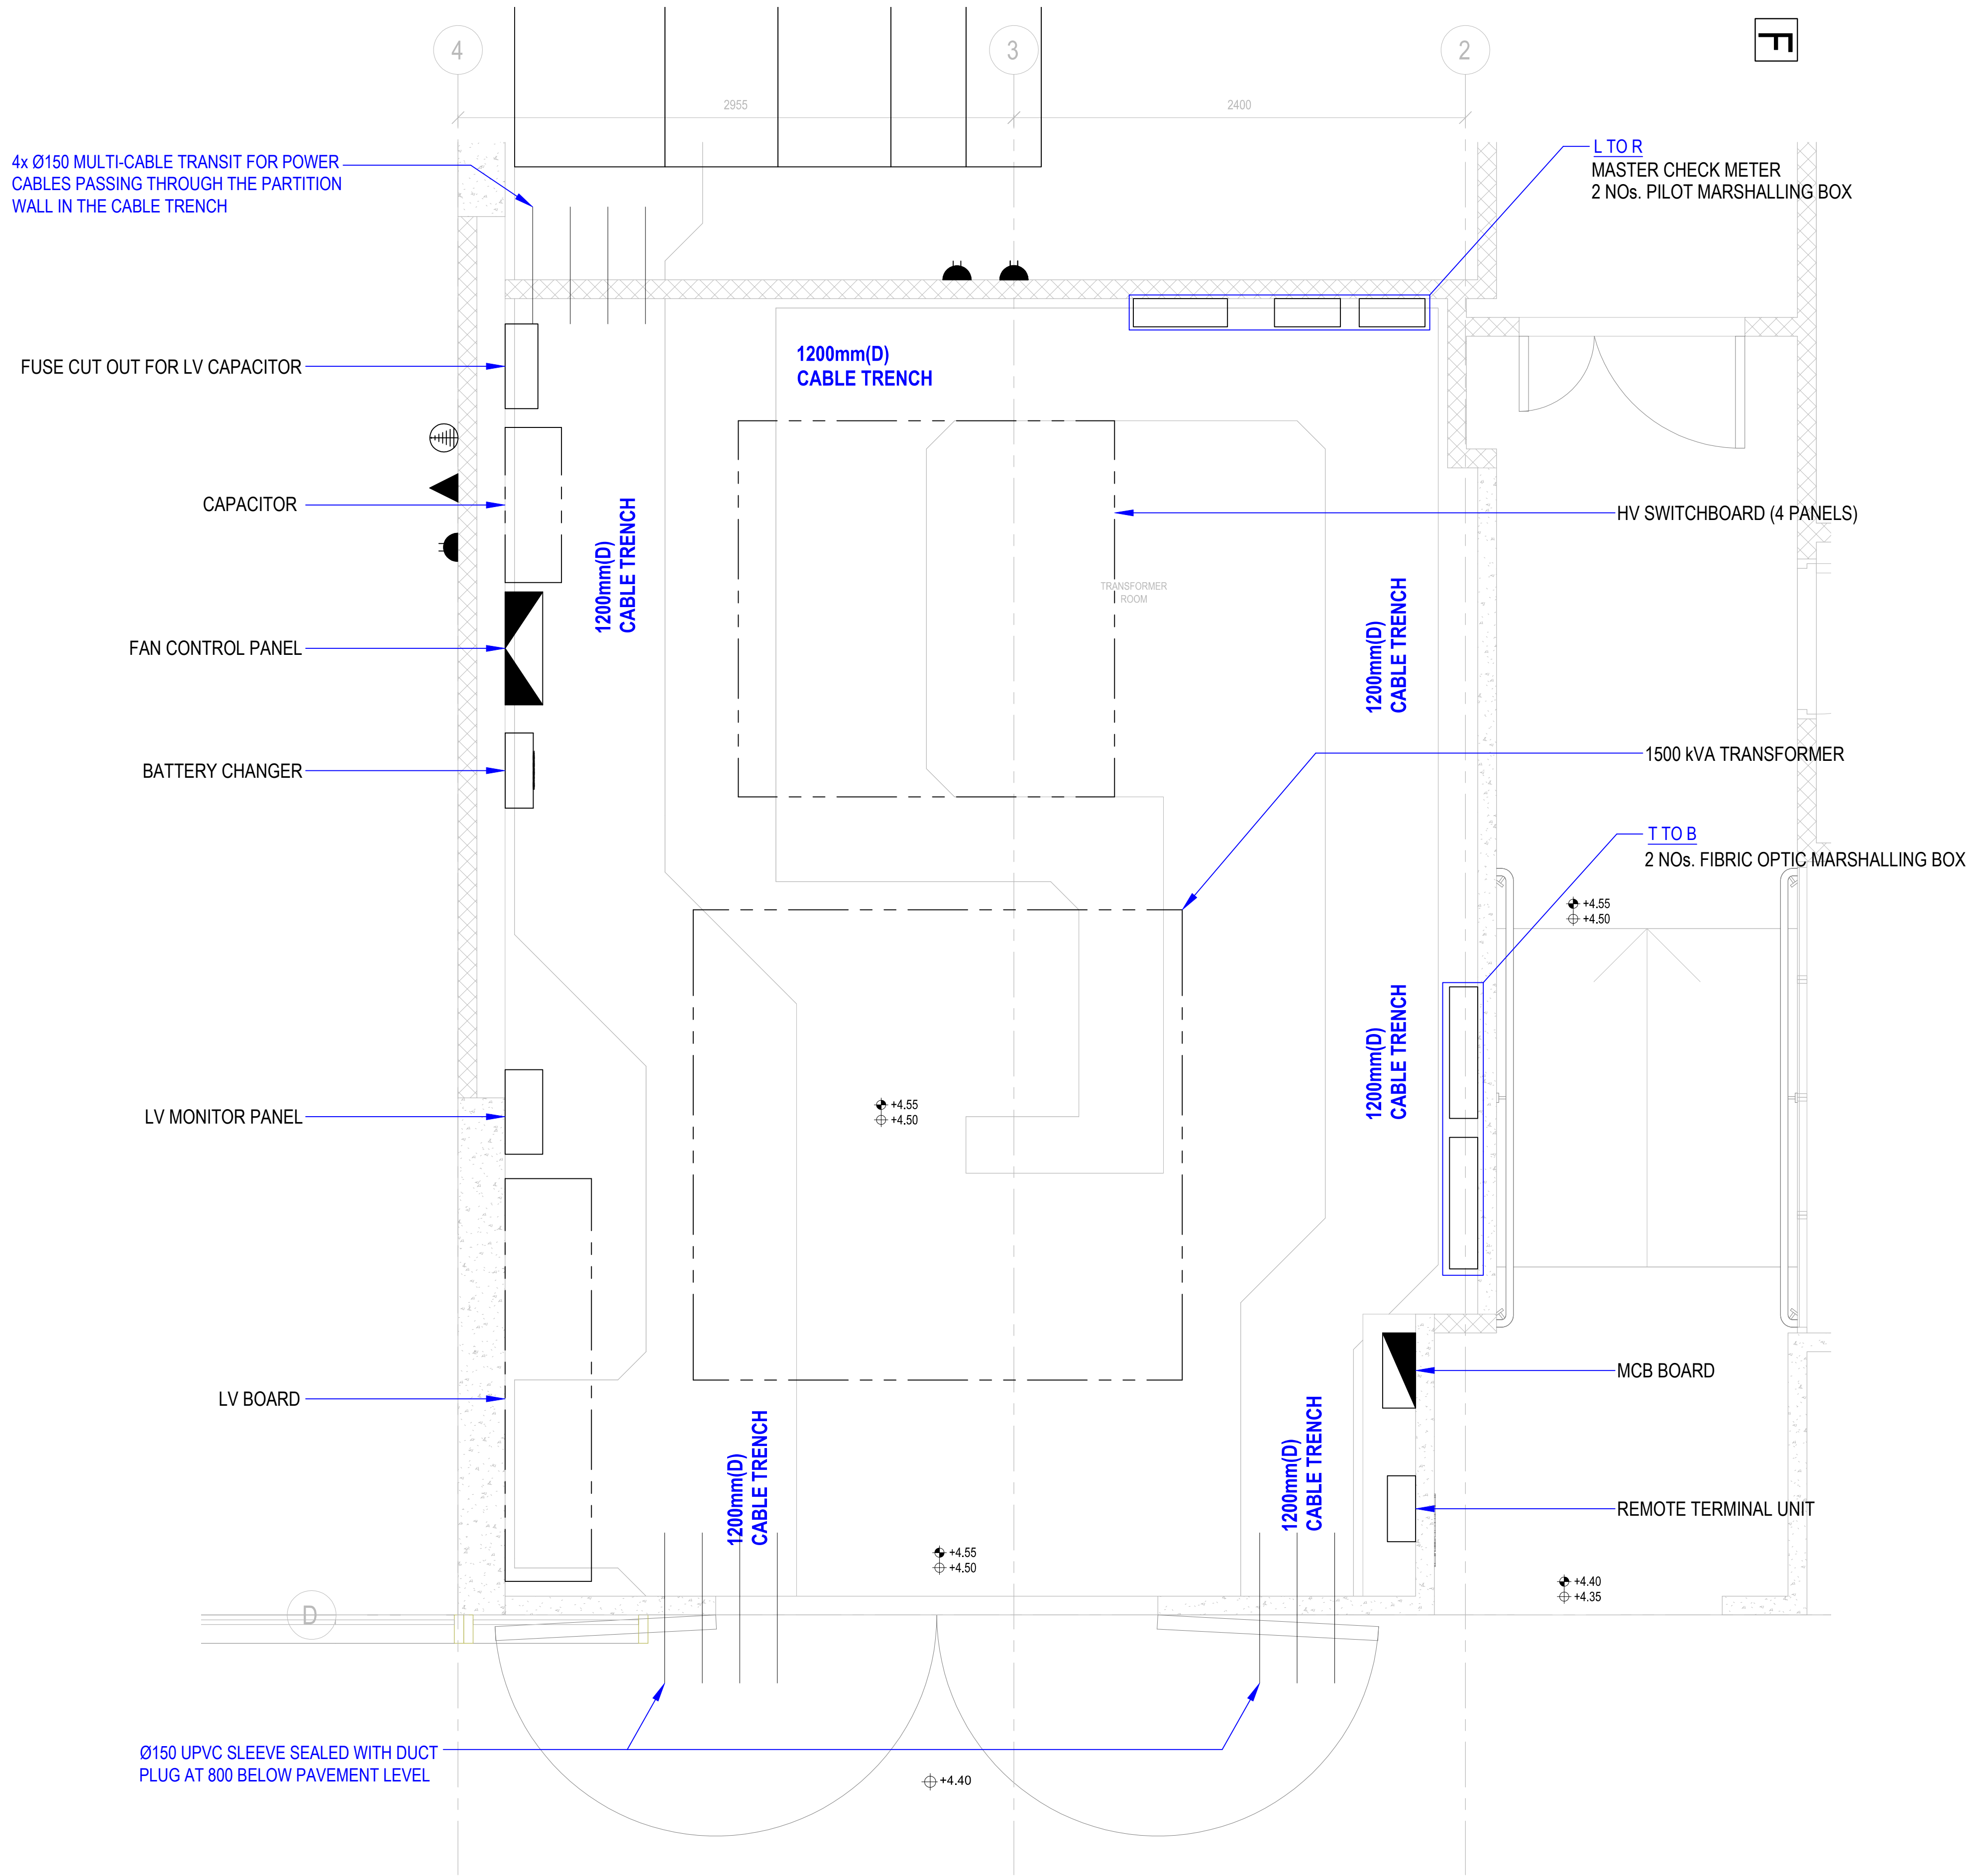 4
3
2
F
2955
2400
4x Ø150 MULTI-CABLE TRANSIT FOR POWER
CABLES PASSING THROUGH THE PARTITION
WALL IN THE CABLE TRENCH
L TO R
MASTER CHECK METER
2 NOs. PILOT MARSHALLING BOX
FUSE CUT OUT FOR LV CAPACITOR
1200mm(D)
CABLE TRENCH
CAPACITOR
1200mm(D)
CABLE TRENCH
HV SWITCHBOARD (4 PANELS)
TRANSFORMER
ROOM
1200mm(D)
CABLE TRENCH
FAN CONTROL PANEL
BATTERY CHANGER
1500 kVA TRANSFORMER
T TO B
2 NOs. FIBRIC OPTIC MARSHALLING BOX
+4.55
+4.50
1200mm(D)
CABLE TRENCH
LV MONITOR PANEL
+4.55
+4.50
LV BOARD
MCB BOARD
1200mm(D)
CABLE TRENCH
1200mm(D)
CABLE TRENCH
REMOTE TERMINAL UNIT
+4.55
+4.50
+4.40
+4.35
D
Ø150 UPVC SLEEVE SEALED WITH DUCT
PLUG AT 800 BELOW PAVEMENT LEVEL
+4.40